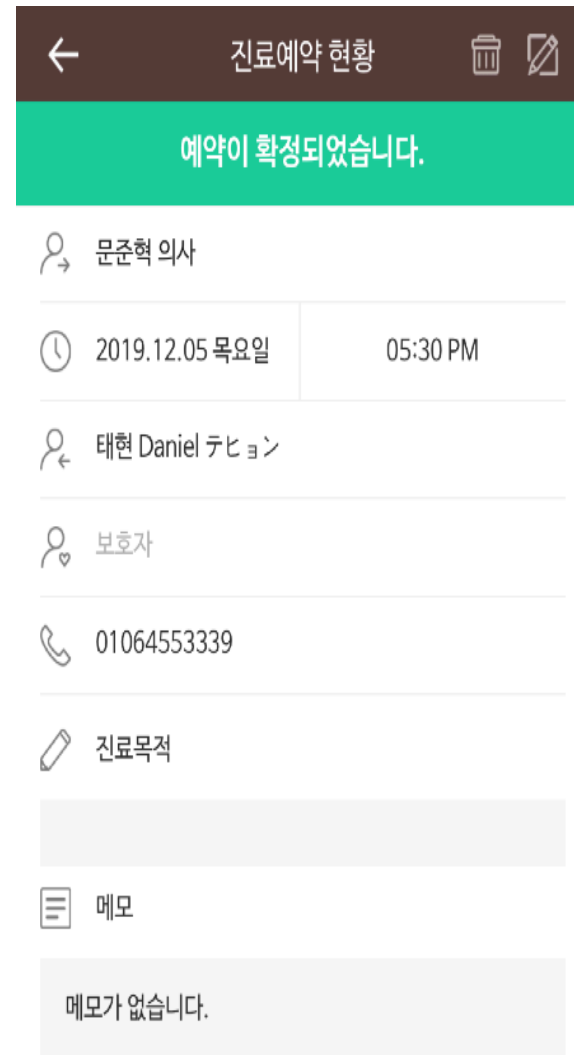 진료예약 현황
예약이 확정되었습니다.
문준혁 의사
2019.12.05 목요일 05:30 PM
태현 Daniel テヒョン
보호자
01064553339
진료목적
메모
메모가 없습니다.